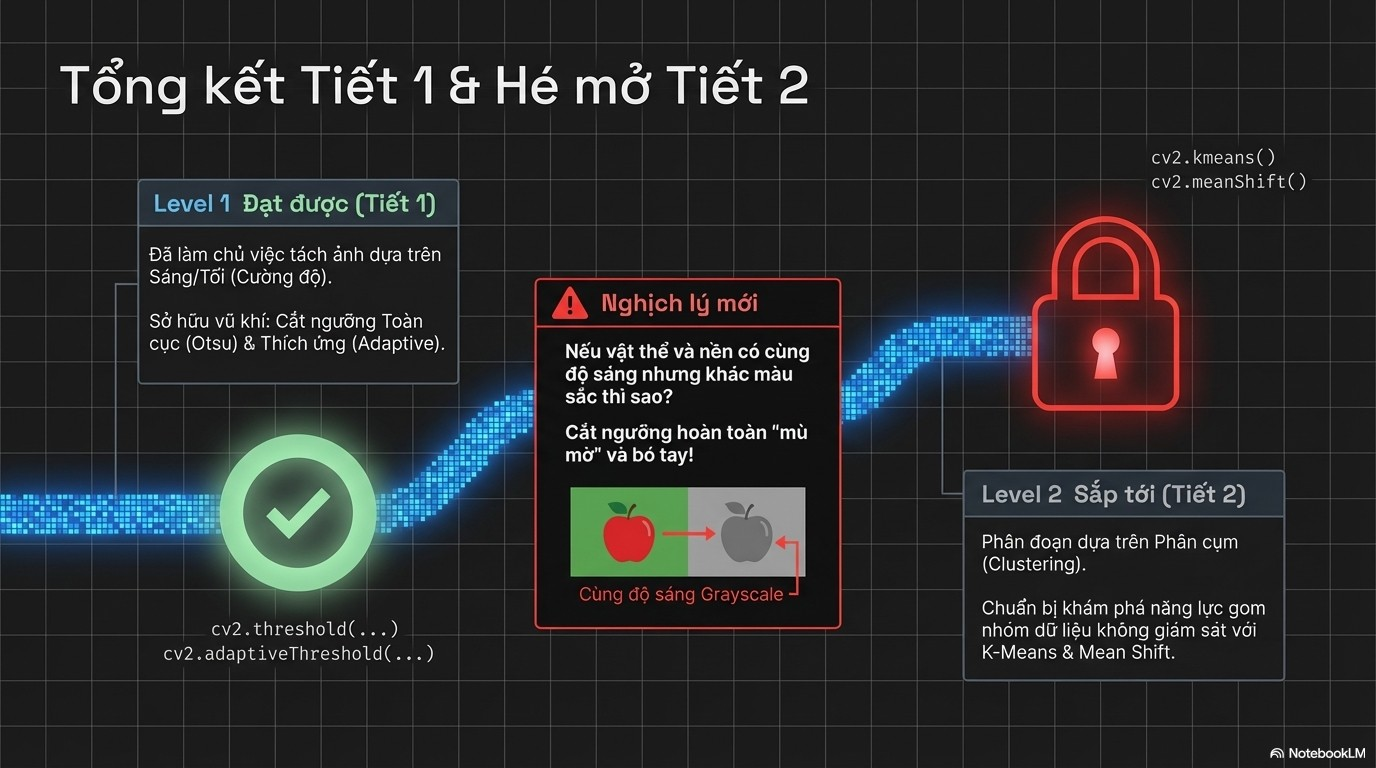 Tổng kết Tiết 1 & Hé mở Tiết 2
Level 1 Đạt được (Tiết 1)
Đã làm chủ việc tách ảnh dựa trên
Sáng/Tối (Cường độ).
Sở hữu vũ khí: Cắt ngưỡng Toàn
cục (Otsu) & Thích ứng (Adaptive).
cv2.threshold(...)
cv2.adaptiveThreshold(...)
Nghịch lý mới
Nếu vật thể và nền có cùng
độ sáng nhưng khác màu
sắc thì sao?
Cắt ngưỡng hoàn toàn "mù
mờ" và bó tay!
Cùng độ sáng Grayscale
cv2.kmeans()
cv2.meanShift()
Level 2 Sắp tới (Tiết 2)
Phân đoạn dựa trên Phân cụm
(Clustering).
Chuẩn bị khám phá năng lực gom
nhóm dữ liệu không giám sát với
K-Means & Mean Shift.
NotebookLM